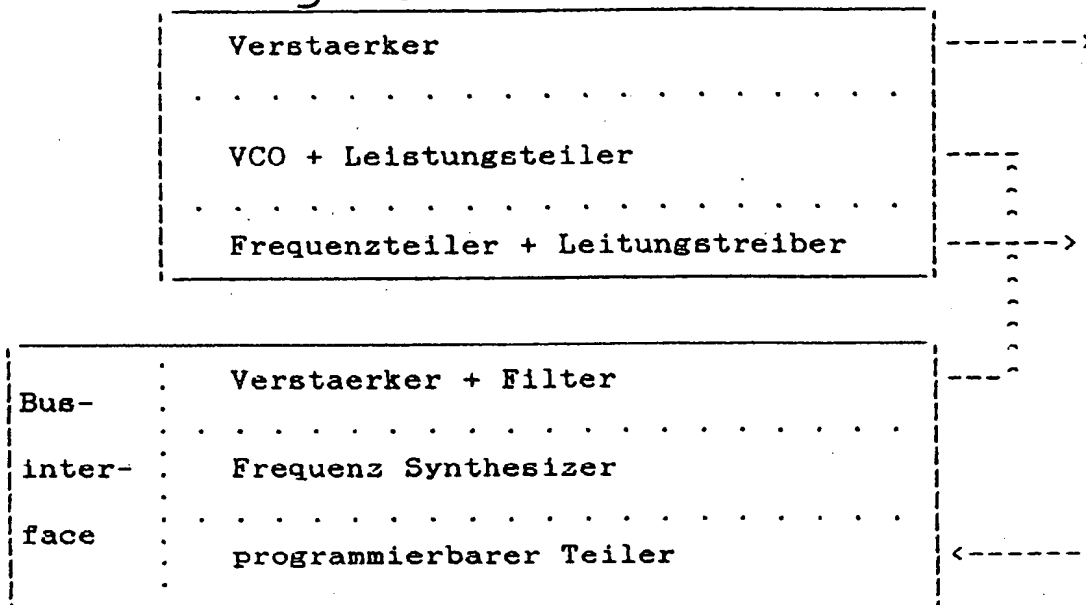 Verstaerker
VCO + Leistungsteiler
Frequenzteiler + Leitungstreiber
Verstaerker + Filter
Bus-
inter-
face
Frequenz Synthesizer
programmierbarer Teiler